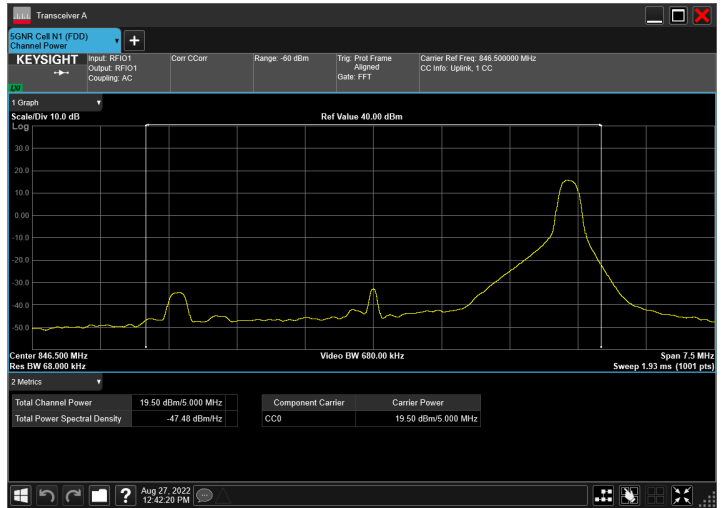 Transceiver A
5GNR Cell N1 (FDD)
Channel Power
KEYSIGHT
LXI
Input: RFIO1
Output: RFIO1
Coupling: AC
Corr CCorr
Range: -60 dBm
Trig: Prot Frame
Aligned
Gate: FFT
Carrier Ref Freq: 846.500000 MHz
CC Info: Uplink, 1 CC
1 Graph
Scale/Div 10.0 dB
Ref Value 40.00 dBm
Log
30.0
20.0
10.0
0.00
-10.0
-20.0
-30.0
-40.0
-50.0
Center 846.500 MHz
Video BW 680.00 kHz
Span 7.5 MHz
Res BW 68.000 kHz
Sweep 1.93 ms (1001 pts)
2 Metrics
Total Channel Power 19.50 dBm/5.000 MHz
Total Power Spectral Density -47.48 dBm/Hz
Component Carrier Carrier Power
CC0 19.50 dBm/5.000 MHz
?
Aug 27, 2022
12:42:20 PM